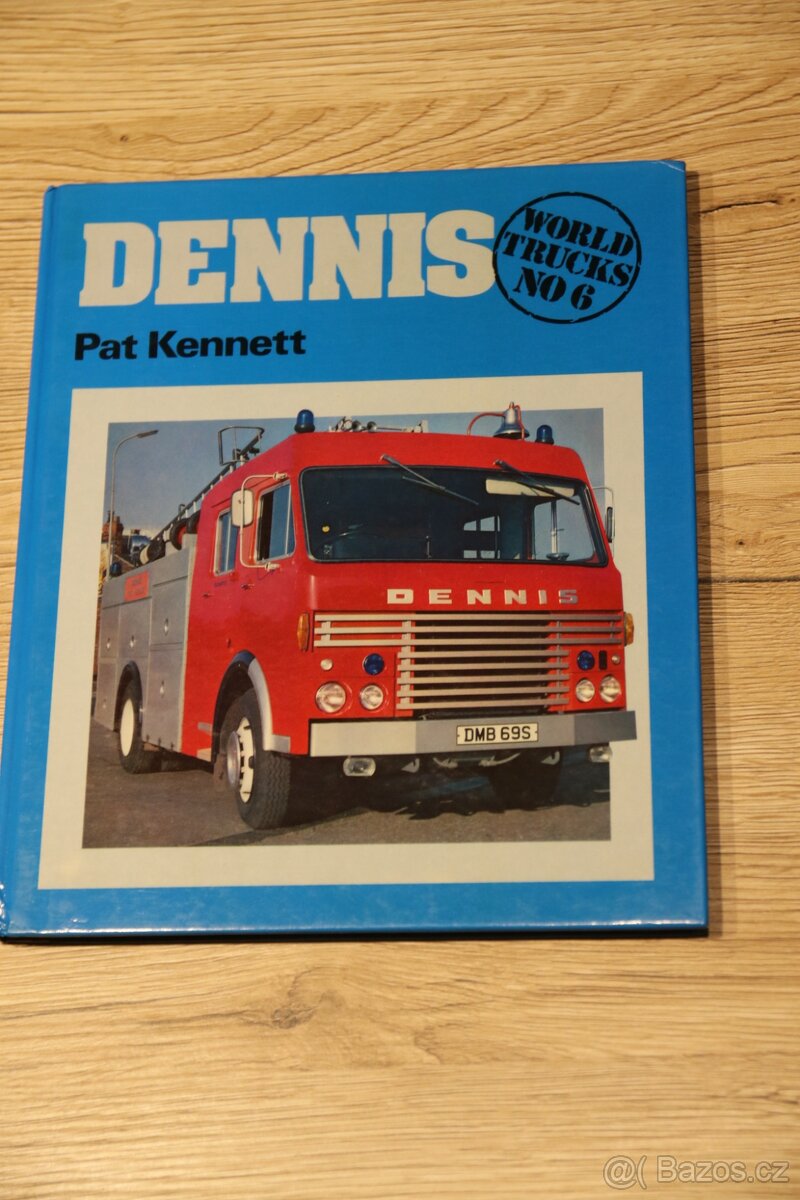 DENNIS
WORLD
TRUCKS
NO 6
Pat Kennett
DENNIS
DMB 69S
@( Bazos.cz